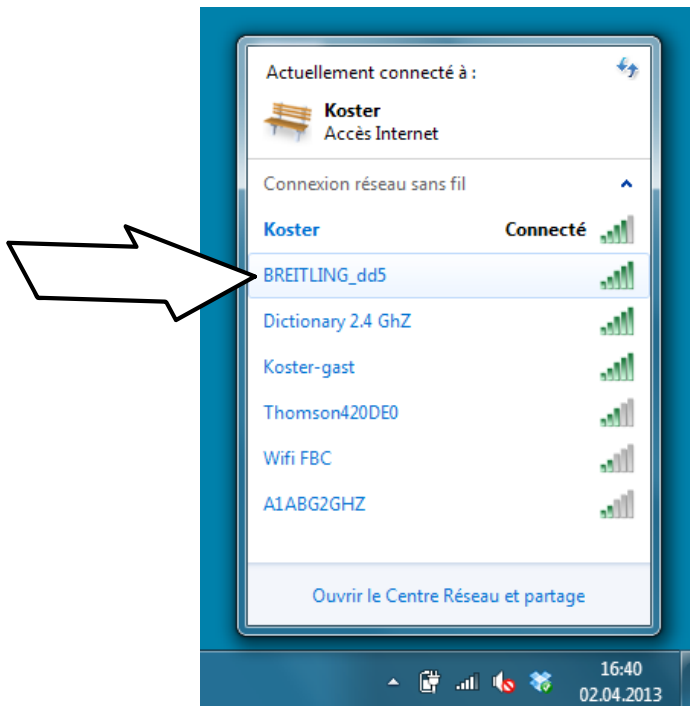 Actuellement connecté à :
Koster
Accès Internet
Connexion réseau sans fil
Koster Connecté
BREITLING_dd5
Dictionary 2.4 GhZ
Koster-gast
Thomson420DE0
Wifi FBC
A1ABG2GHZ
Ouvrir le Centre Réseau et partage
16:40
02.04.2013